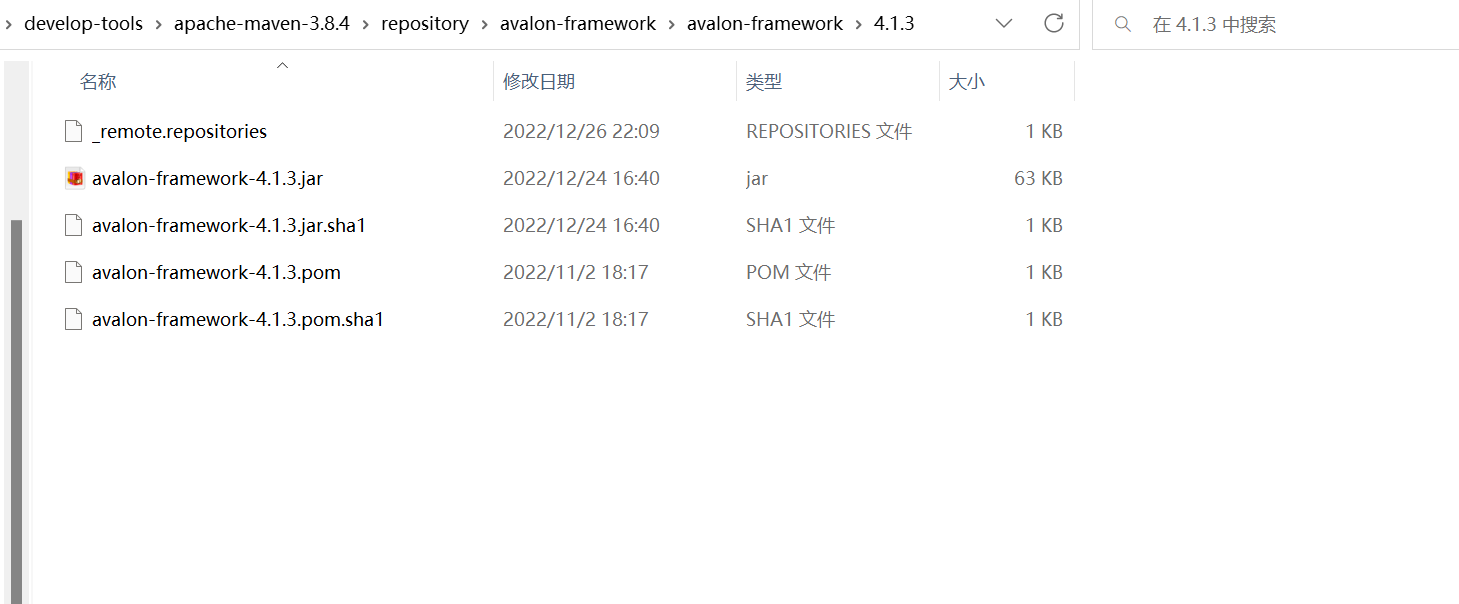 develop-tools > apache-maven-3.8.4 > repository > avalon-framework > avalon-framework > 4.1.3 在 4.1.3 中搜索
名称 修改日期 类型 大小
_remote.repositories 2022/12/26 22:09 REPOSITORIES 文件 1 KB
avalon-framework-4.1.3.jar 2022/12/24 16:40 jar 63 KB
avalon-framework-4.1.3.jar.sha1 2022/12/24 16:40 SHA1 文件 1 KB
avalon-framework-4.1.3.pom 2022/11/2 18:17 POM 文件 1 KB
avalon-framework-4.1.3.pom.sha1 2022/11/2 18:17 SHA1 文件 1 KB